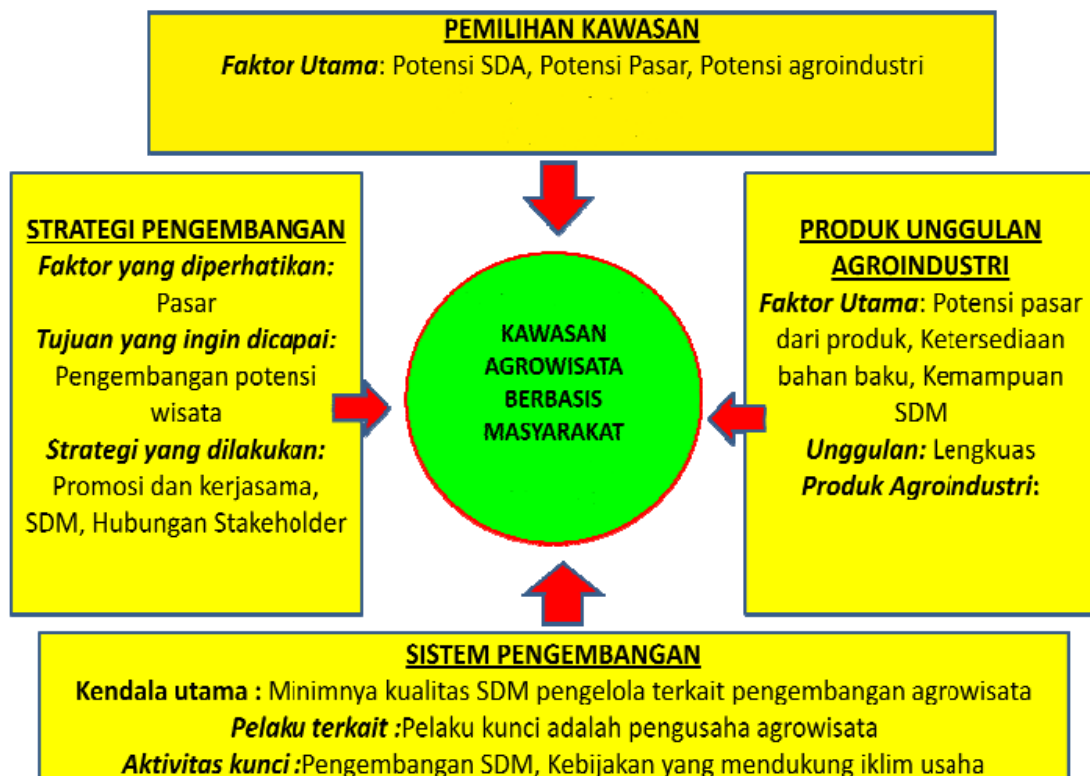 PEMILIHAN KAWASAN
Faktor Utama: Potensi SDA, Potensi Pasar, Potensi agroindustri
STRATEGI PENGEMBANGAN
Faktor yang diperhatikan:
Pasar
Tujuan yang ingin dicapai:
Pengembangan potensi
wisata
Strategi yang dilakukan:
Promosi dan kerjasama,
SDM, Hubungan Stakeholder
KAWASAN
AGROWISATA
BERBASIS
MASYARAKAT
PRODUK UNGGULAN
AGROINDUSTRI
Faktor Utama: Potensi pasar
dari produk, Ketersediaan
bahan baku, Kemampuan
SDM
Unggulan: Lengkuas
Produk Agroindustri:
SISTEM PENGEMBANGAN
Kendala utama : Minimnya kualitas SDM pengelola terkait pengembangan agrowisata
Pelaku terkait :Pelaku kunci adalah pengusaha agrowisata
Aktivitas kunci :Pengembangan SDM, Kebijakan yang mendukung iklim usaha